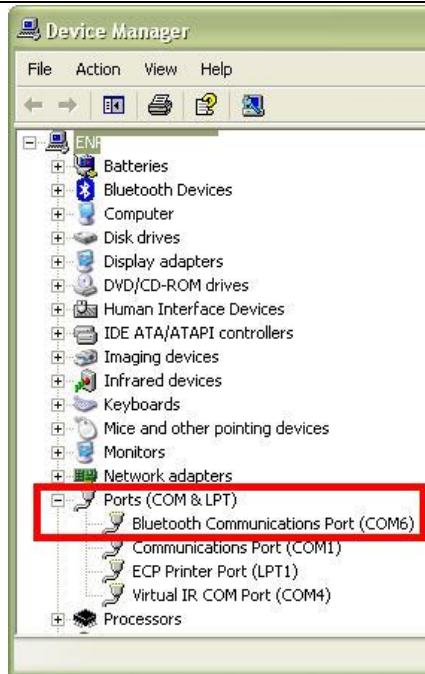 Device Manager
File Action View Help
Batteries
Bluetooth Devices
Computer
Disk drives
Display adapters
DVD/CD-ROM drives
Human Interface Devices
IDE ATA/ATAPI controllers
Imaging devices
Infrared devices
Keyboards
Mice and other pointing devices
Monitors
Network adapters
Ports (COM & LPT)
Bluetooth Communications Port (COM6)
Communications Port (COM1)
ECP Printer Port (LPT1)
Virtual IR COM Port (COM4)
Processors